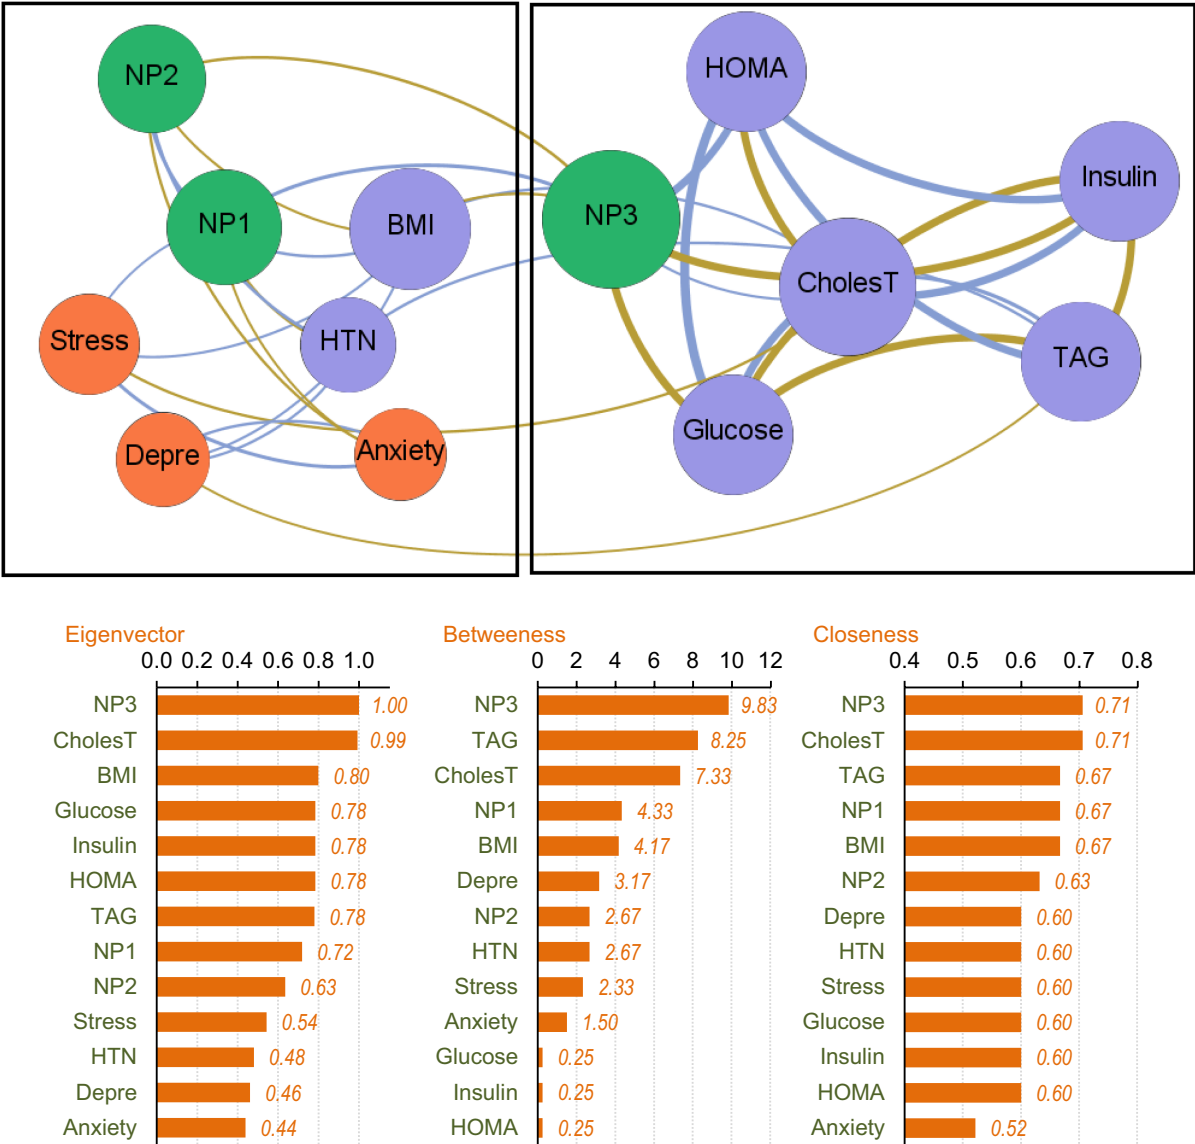 NP2
HOMA
Insulin
NP1
BMI
NP3
CholesT
Stress
HTN
TAG
Depre
Anxiety
Glucose
Eigenvector Betweeness Closeness
0.0 0.2 0.4 0.6 0.8 1.0 0 2 4 6 8 10 12 0.4 0.5 0.6 0.7 0.8
NP3 1.00 NP3 9.83 NP3 0.71
CholesT 0.99 TAG 8.25 CholesT 0.71
BMI 0.80 CholesT 7.33 TAG 0.67
Glucose 0.78 NP1 4.33 NP1 0.67
Insulin 0.78 BMI 4.17 BMI 0.67
HOMA 0.78 Depre 3.17 NP2 0.63
TAG 0.78 NP2 2.67 Depre 0.60
NP1 0.72 HTN 2.67 HTN 0.60
NP2 0.63 Stress 2.33 Stress 0.60
Stress 0.54 Anxiety 1.50 Glucose 0.60
HTN 0.48 Glucose 0.25 Insulin 0.60
Depre 0.46 Insulin 0.25 HOMA 0.60
Anxiety 0.44 HOMA 0.25 Anxiety 0.52